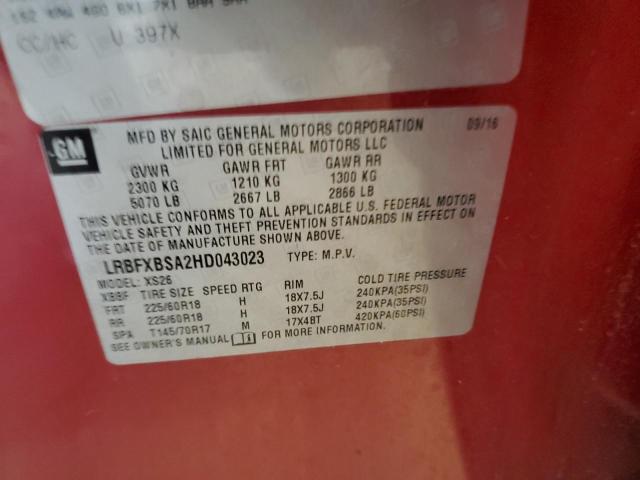 CC/HC U 397X
GM
MFD BY SAIC GENERAL MOTORS CORPORATION 09/16
LIMITED FOR GENERAL MOTORS LLC
GVWR GAWR FRT GAWR RR
2300 KG 1210 KG 1300 KG
5070 LB 2667 LB 2866 LB
THIS VEHICLE CONFORMS TO ALL APPLICABLE U.S. FEDERAL MOTOR
VEHICLE SAFETY AND THEFT PREVENTION STANDARDS IN EFFECT ON
THE DATE OF MANUFACTURE SHOWN ABOVE.
LRBFXBSA2HD043023 TYPE: M.P.V.
MODEL: XS26
XBBF TIRE SIZE SPEED RTG RIM COLD TIRE PRESSURE
FRT 225/60R18 H 18X7.5J 240KPA(35PSI)
RR 225/60R18 H 18X7.5J 240KPA(35PSI)
SPA T145/70R17 M 17X4BT 420KPA(60PSI)
SEE OWNER'S MANUAL FOR MORE INFORMATION